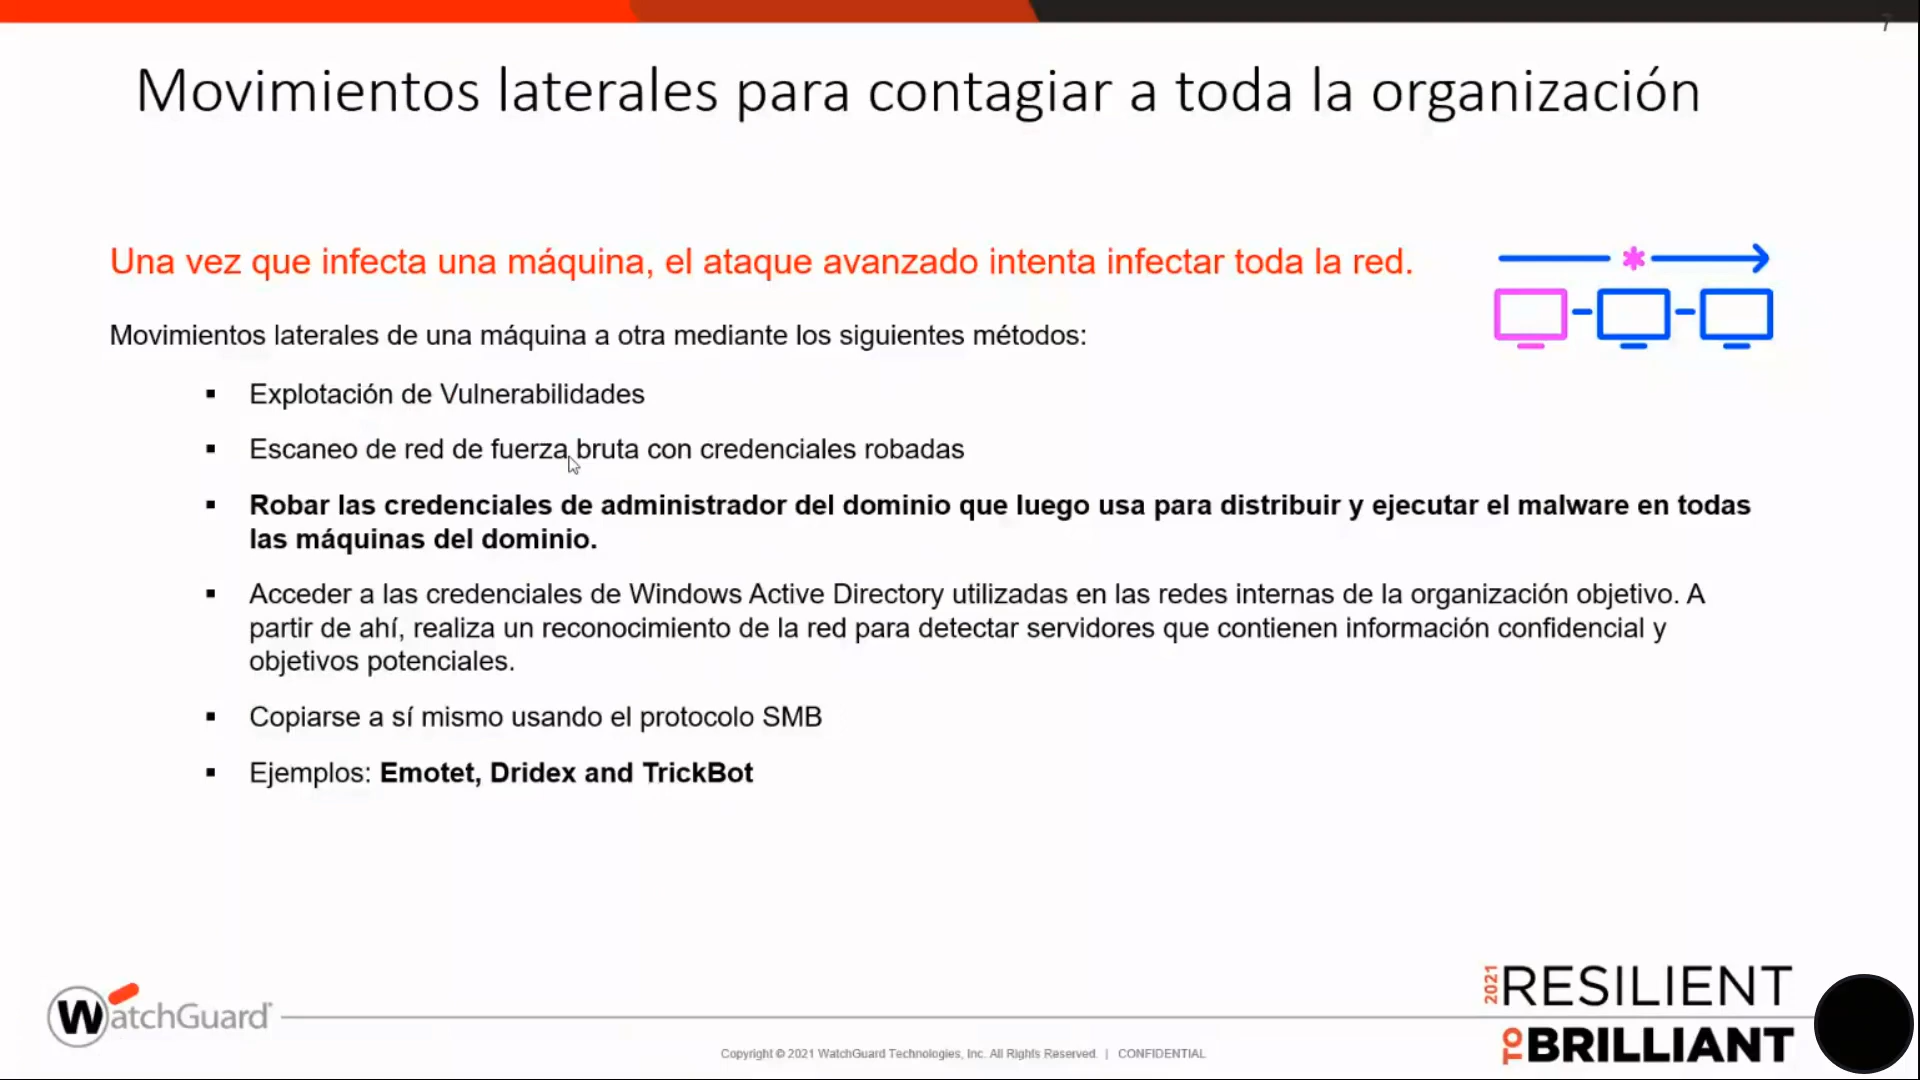 7
Movimientos laterales para contagiar a toda la organización
Una vez que infecta una máquina, el ataque avanzado intenta infectar toda la red.
Movimientos laterales de una máquina a otra mediante los siguientes métodos:
▪ Explotación de Vulnerabilidades
▪ Escaneo de red de fuerza bruta con credenciales robadas
▪ Robar las credenciales de administrador del dominio que luego usa para distribuir y ejecutar el malware en todas
las máquinas del dominio.
▪ Acceder a las credenciales de Windows Active Directory utilizadas en las redes internas de la organización objetivo. A
partir de ahí, realiza un reconocimiento de la red para detectar servidores que contienen información confidencial y
objetivos potenciales.
▪ Copiarse a sí mismo usando el protocolo SMB
▪ Ejemplos: Emotet, Dridex and TrickBot
WatchGuard
Copyright © 2021 WatchGuard Technologies, Inc. All Rights Reserved. | CONFIDENTIAL
2021 RESILIENT
TO BRILLIANT